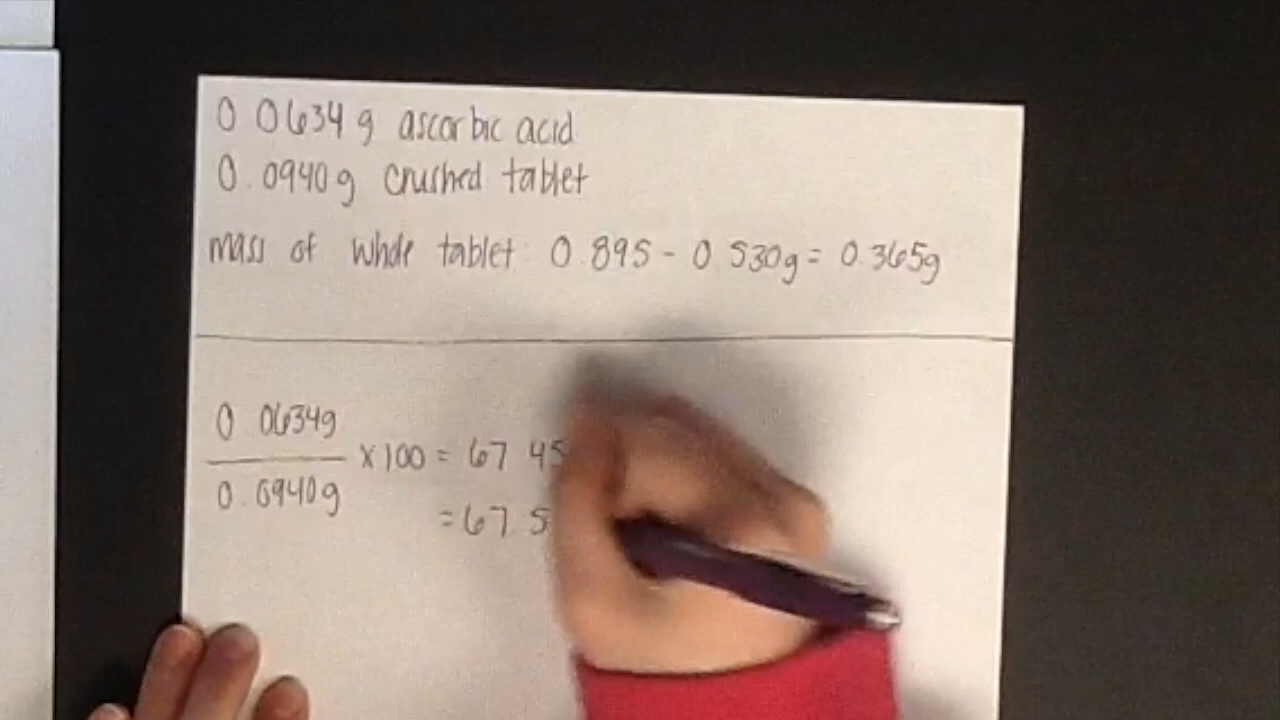 0 0634 g ascorbic acid
0.0940 g crushed tablet
mass of whole tablet 0.895 - 0 530g = 0.365g
0 0634g
x 100 = 67 45
0.0940g
= 67.5